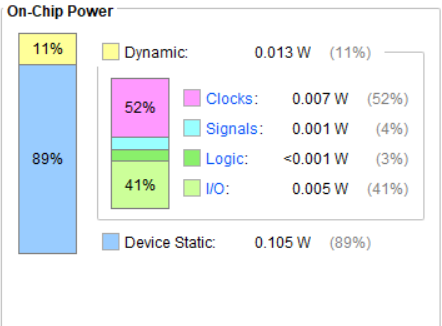 On-Chip Power
11%
89%
Dynamic: 0.013 W (11%)
52%
41%
Clocks: 0.007 W (52%)
Signals: 0.001 W (4%)
Logic: <0.001 W (3%)
I/O: 0.005 W (41%)
Device Static: 0.105 W (89%)